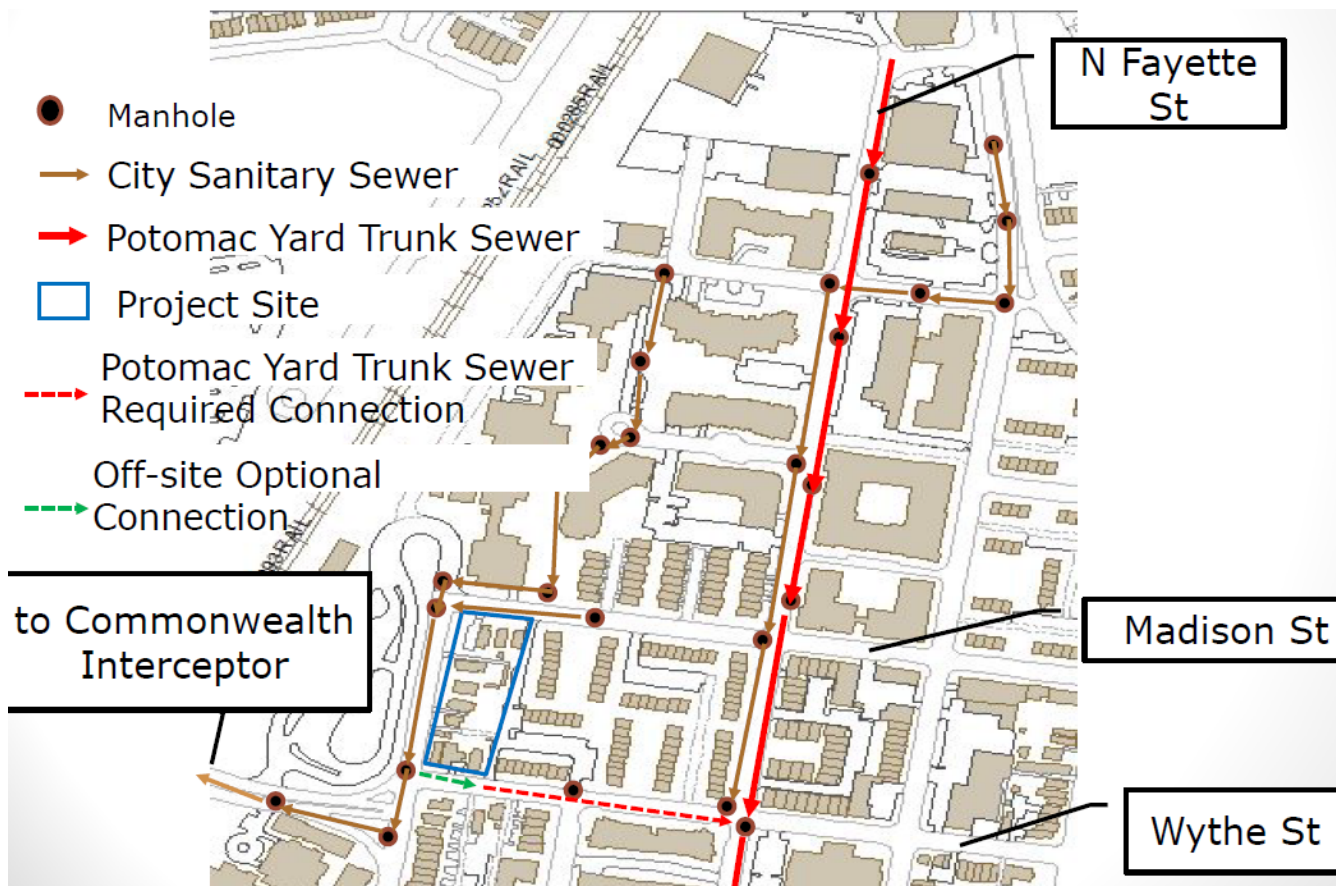 N Fayette
St
Manhole
City Sanitary Sewer
Potomac Yard Trunk Sewer
Project Site
Potomac Yard Trunk Sewer
Required Connection
Off-site Optional
Connection
to Commonwealth
Interceptor
Madison St
Wythe St